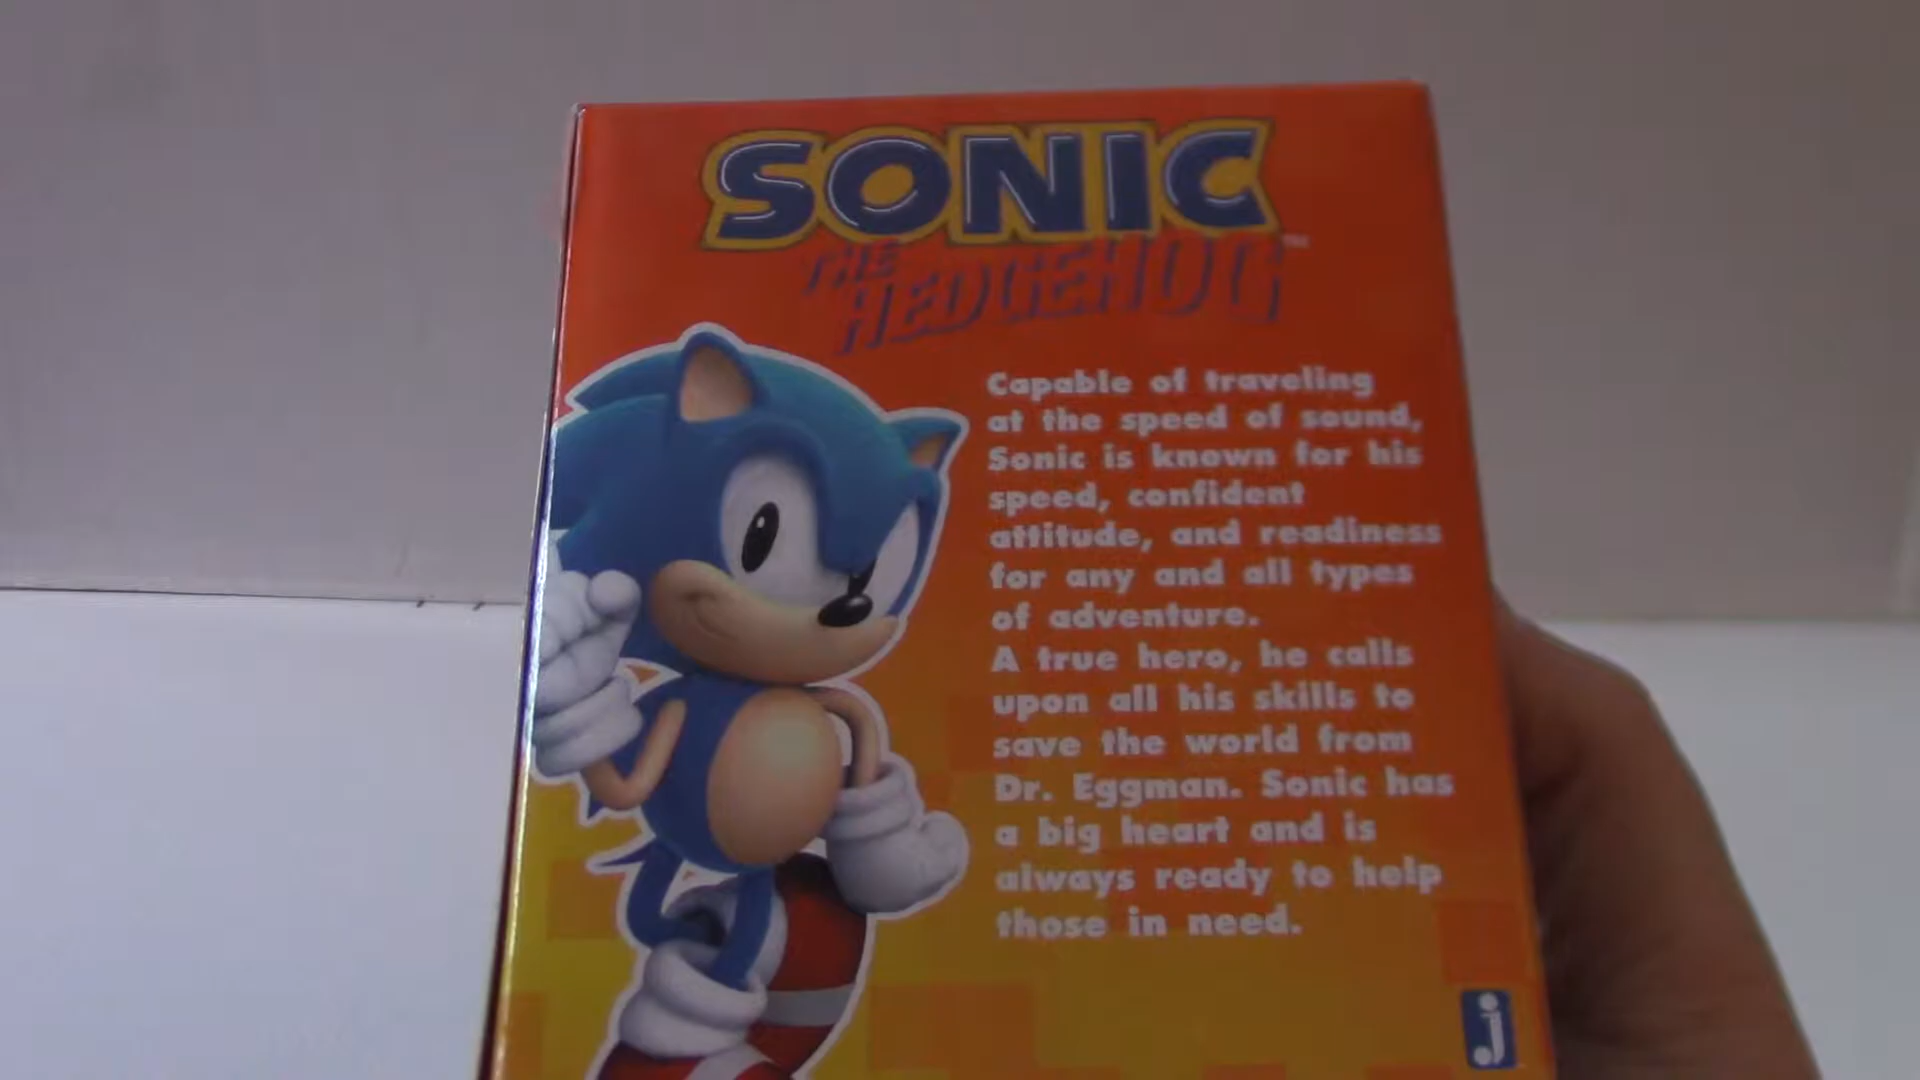 SONIC
THE
HEDGEHOG™
Capable of traveling
at the speed of sound,
Sonic is known for his
speed, confident
attitude, and readiness
for any and all types
of adventure.
A true hero, he calls
upon all his skills to
save the world from
Dr. Eggman. Sonic has
a big heart and is
always ready to help
those in need.
j